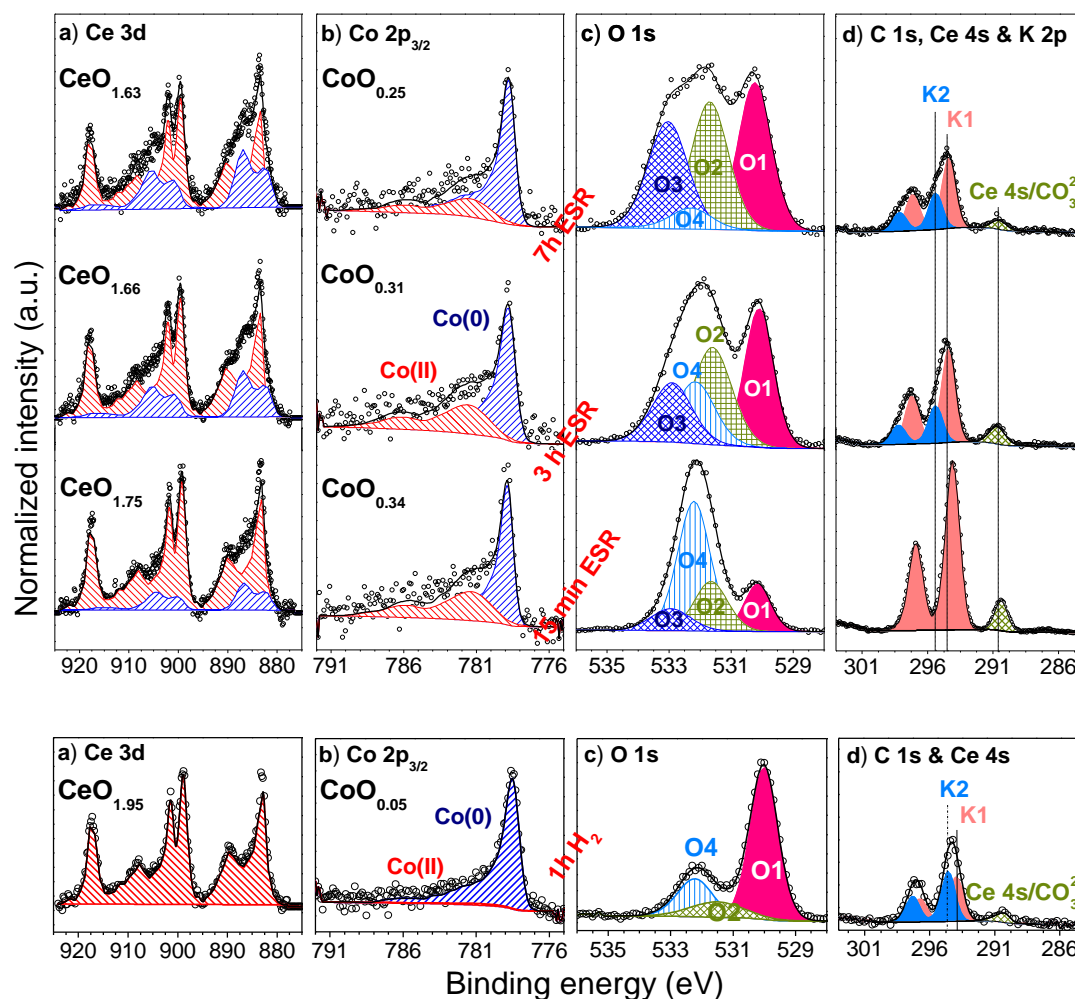 a) Ce 3d
b) Co 2p3/2
c) O 1s
d) C 1s, Ce 4s & K 2p
CeO1.63
CoO0.25
K2
K1
O1
O2
O3
O4
Ce 4s/CO3 2-
7h ESR
CeO1.66
CoO0.31
Co(0)
Co(II)
O2
O4
O1
O3
3 h ESR
CeO1.75
CoO0.34
O4
O2
O1
O3
15 min ESR
Normalized intensity (a.u.)
920 910 900 890 880
791 786 781 776
535 533 531 529
301 296 291 286
a) Ce 3d
b) Co 2p3/2
c) O 1s
d) C 1s & Ce 4s
CeO1.95
CoO0.05
Co(0)
Co(II)
1h H2
O4
O2
O1
K2
K1
Ce 4s/CO3 2-
920 910 900 890 880
791 786 781 776
535 533 531 529
301 296 291 286
Binding energy (eV)